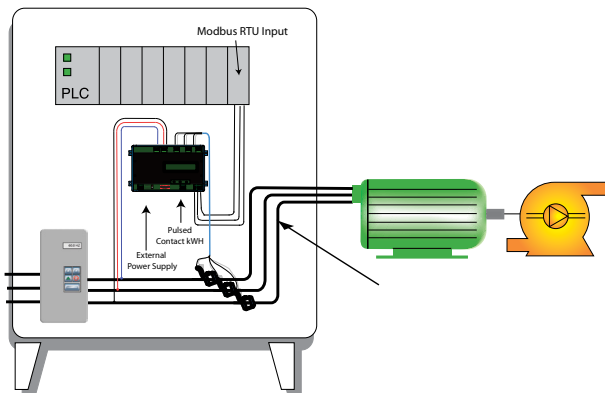 Modbus RTU Input
PLC
Pulsed
Contact kWH
External
Power Supply